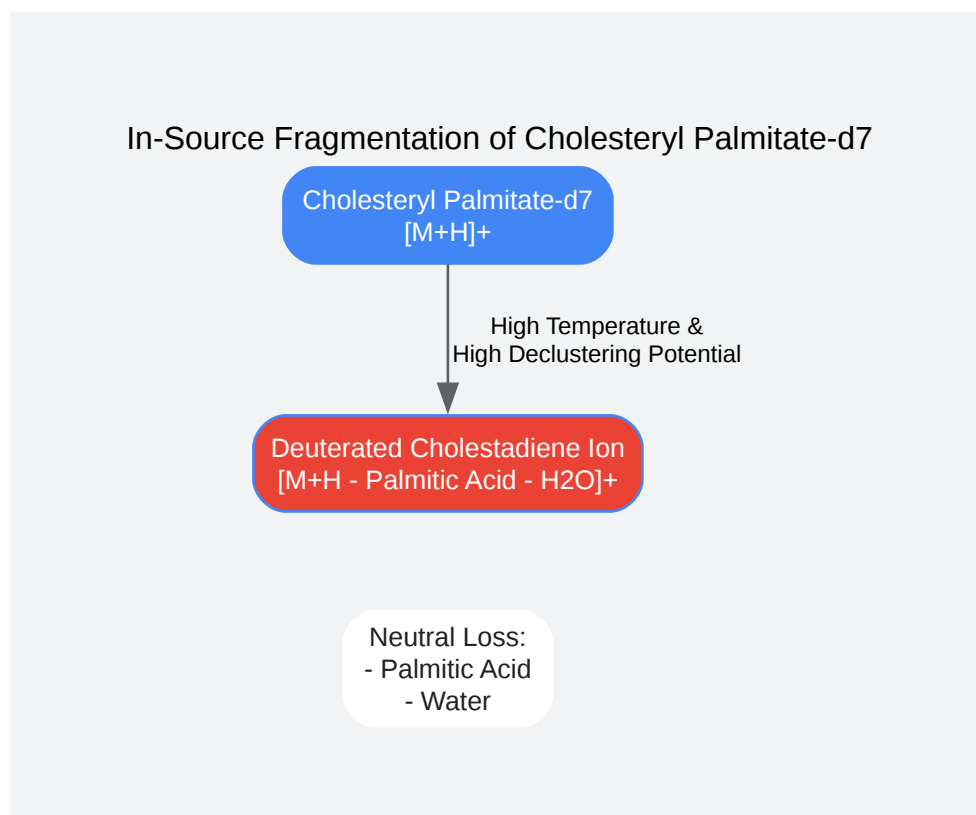 In-Source Fragmentation of Cholesteryl Palmitate-d7
Cholesteryl Palmitate-d7
[M+H]+
High Temperature &
High Declustering Potential
Deuterated Cholestadiene Ion
[M+H - Palmitic Acid - H2O]+
Neutral Loss:
- Palmitic Acid
- Water